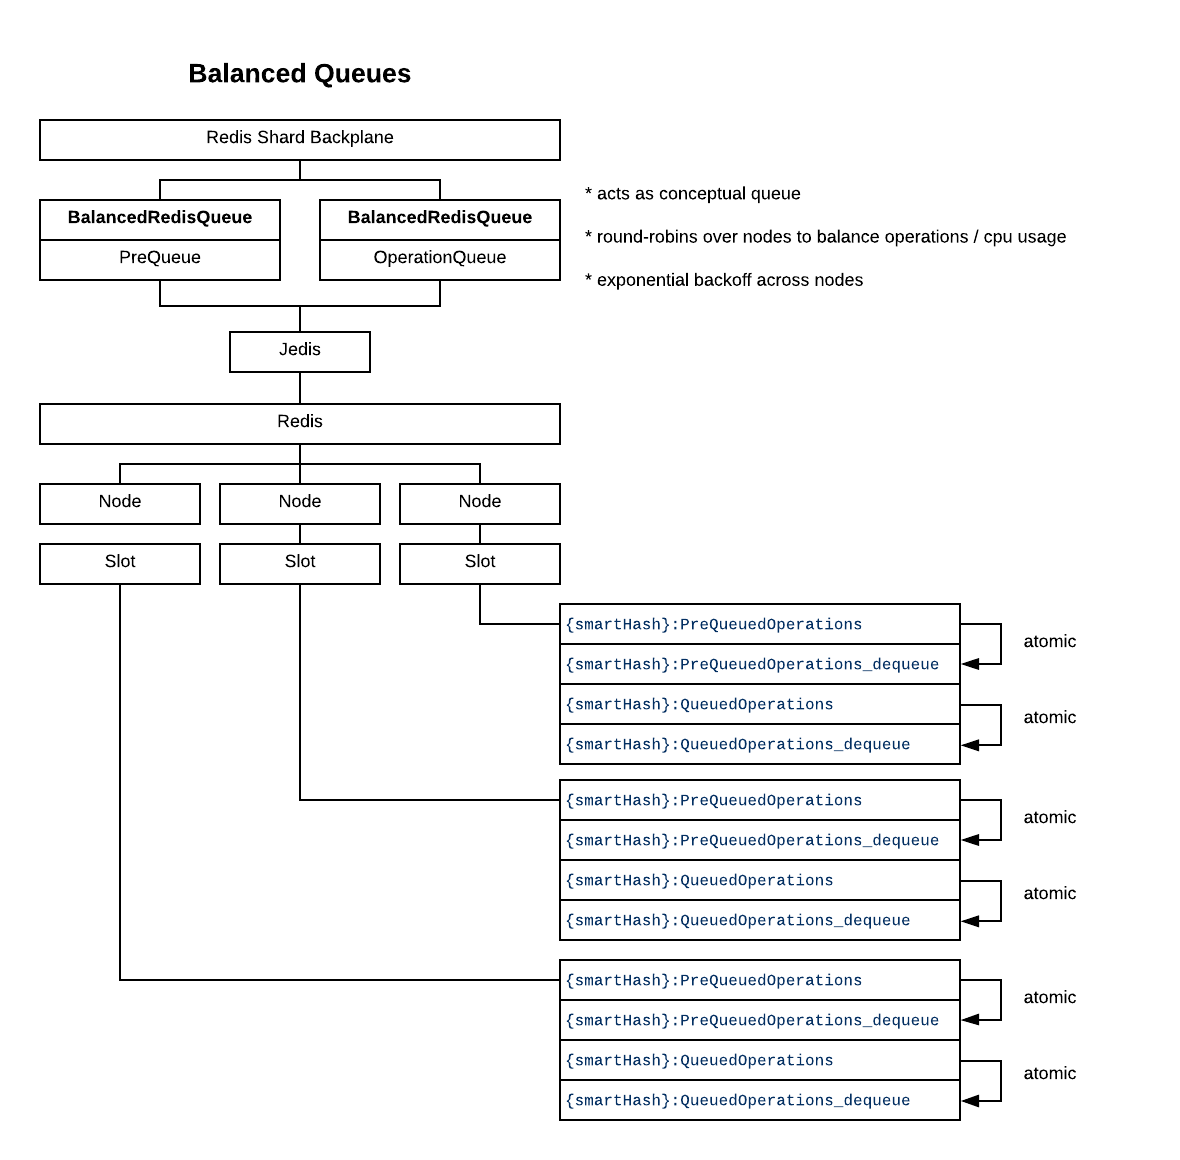 Balanced Queues
Redis Shard Backplane
BalancedRedisQueue
PreQueue
BalancedRedisQueue
OperationQueue
* acts as conceptual queue
* round-robins over nodes to balance operations / cpu usage
* exponential backoff across nodes
Jedis
Redis
Node
Node
Node
Slot
Slot
Slot
{smartHash}:PreQueuedOperations
{smartHash}:PreQueuedOperations_dequeue
atomic
{smartHash}:QueuedOperations
{smartHash}:QueuedOperations_dequeue
atomic
{smartHash}:PreQueuedOperations
{smartHash}:PreQueuedOperations_dequeue
atomic
{smartHash}:QueuedOperations
{smartHash}:QueuedOperations_dequeue
atomic
{smartHash}:PreQueuedOperations
{smartHash}:PreQueuedOperations_dequeue
atomic
{smartHash}:QueuedOperations
{smartHash}:QueuedOperations_dequeue
atomic